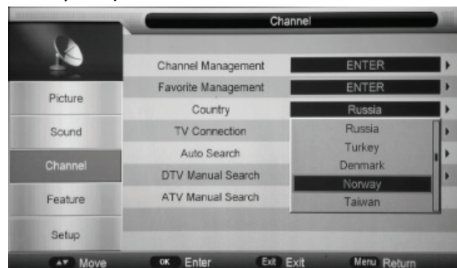 Channel
Channel Management ENTER
Favorite Management ENTER
Country Russia
TV Connection
Auto Search
DTV Manual Search
ATV Manual Search
Russia
Turkey
Denmark
Norway
Taiwan
Picture
Sound
Channel
Feature
Setup
▲▼ Move OK Enter Exit Exit Menu Return